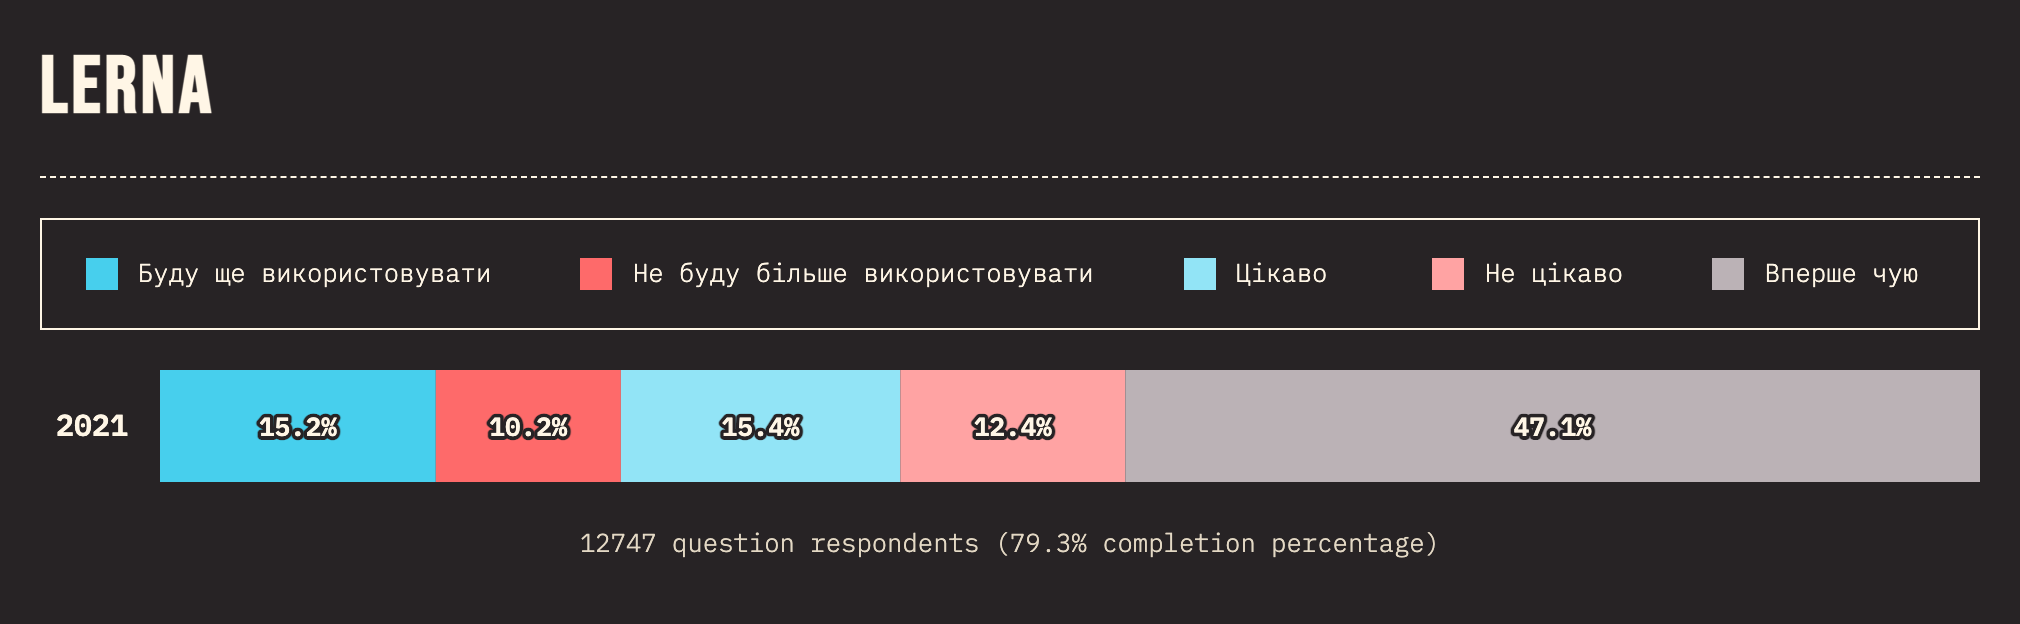 LERNA
Буду ще використовувати Не буду більше використовувати Цікаво Не цікаво Вперше чую
2021 15.2% 10.2% 15.4% 12.4% 47.1%
12747 question respondents (79.3% completion percentage)